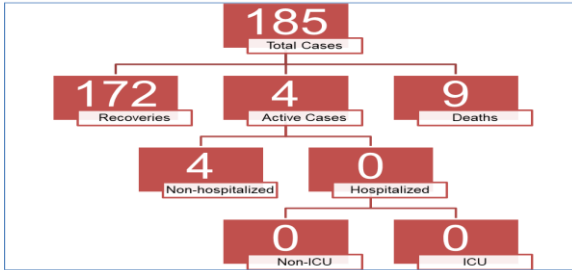 185
Total Cases
172
Recoveries
4
Active Cases
9
Deaths
4
Non-hospitalized
0
Hospitalized
0
Non-ICU
0
ICU